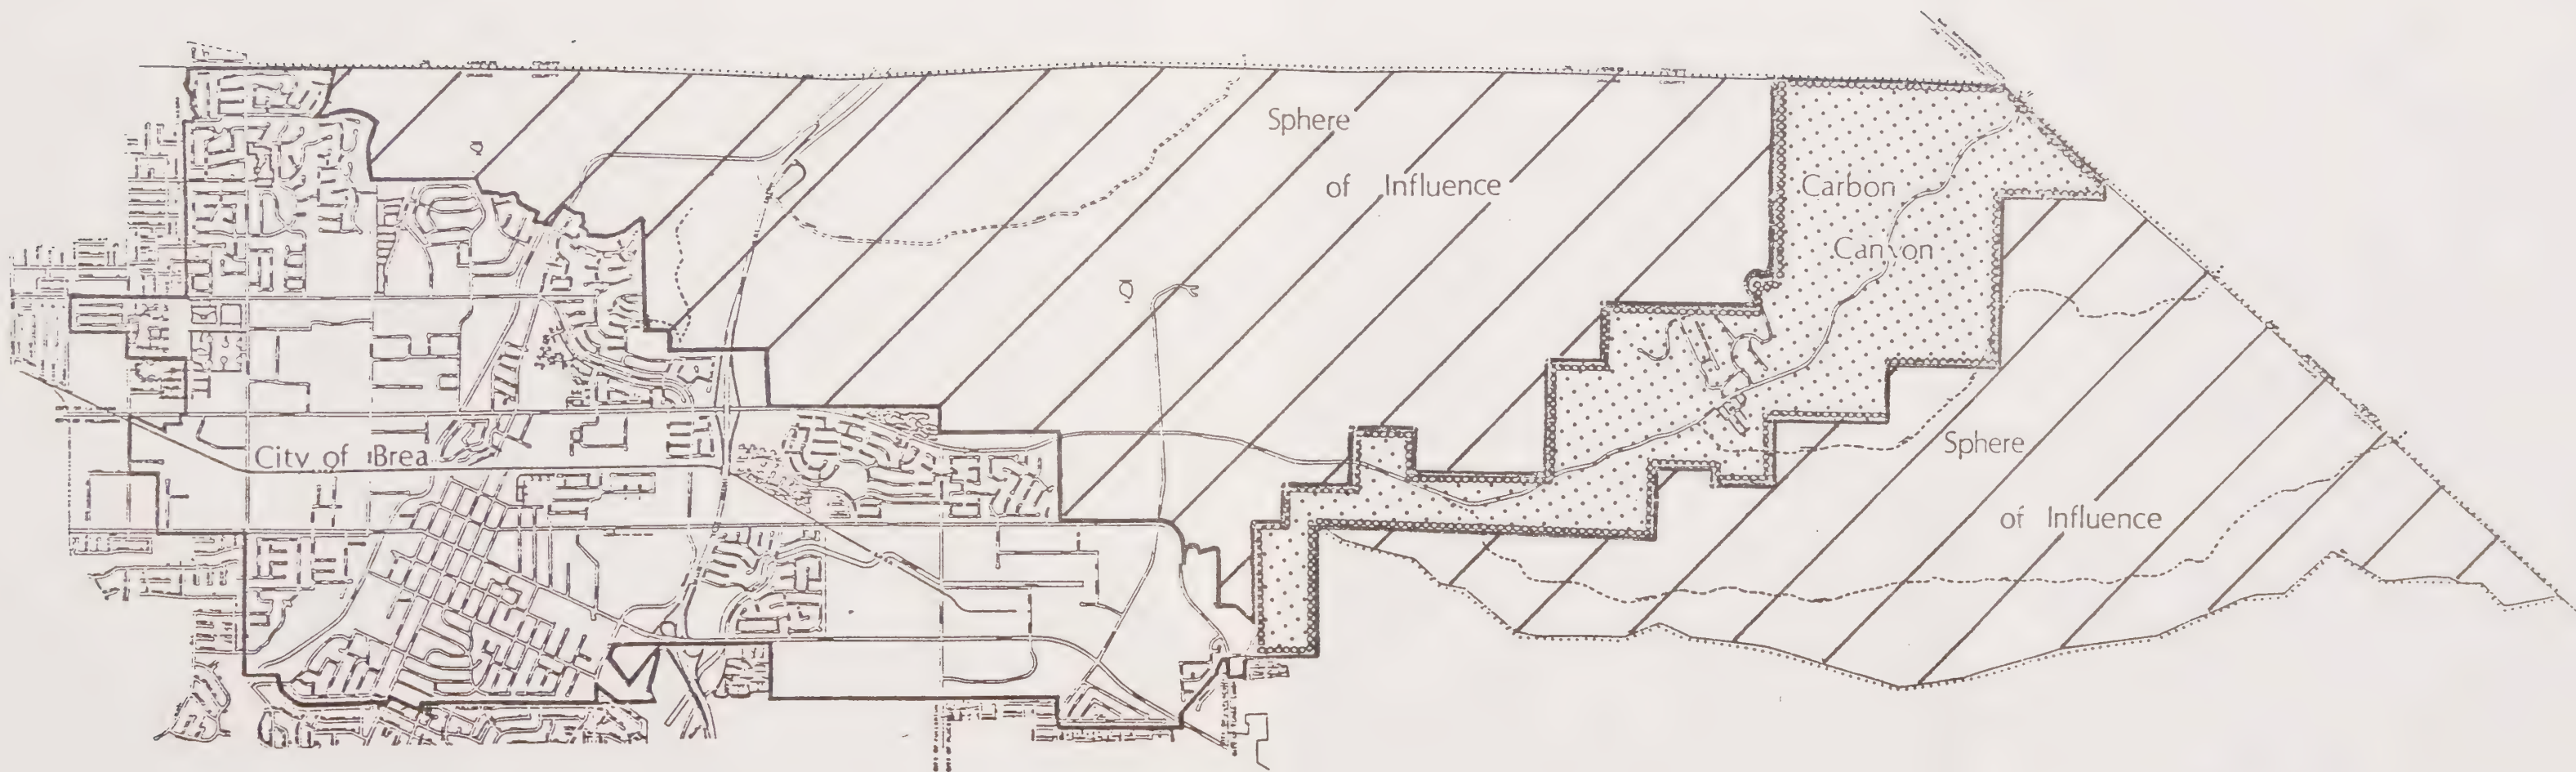 Sphere
of Influence
Carbon
Canyon
City of Brea
Sphere
of Influence